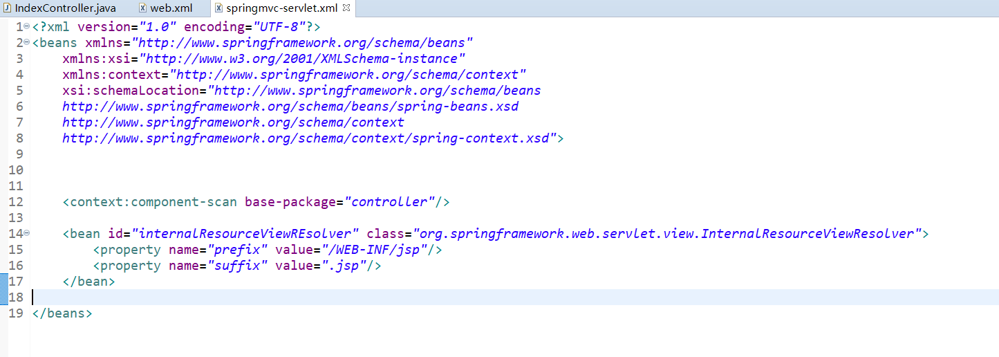 IndexController.java web.xml springmvc-servlet.xml
1 <?xml version="1.0" encoding="UTF-8"?>
2 <beans xmlns="http://www.springframework.org/schema/beans"
3     xmlns:xsi="http://www.w3.org/2001/XMLSchema-instance"
4     xmlns:context="http://www.springframework.org/schema/context"
5     xsi:schemaLocation="http://www.springframework.org/schema/beans
6     http://www.springframework.org/schema/beans/spring-beans.xsd
7     http://www.springframework.org/schema/context
8     http://www.springframework.org/schema/context/spring-context.xsd">
9
10
11
12     <context:component-scan base-package="controller"/>
13
14     <bean id="internalResourceViewREsolver" class="org.springframework.web.servlet.view.InternalResourceViewResolver">
15         <property name="prefix" value="/WEB-INF/jsp"/>
16         <property name="suffix" value=".jsp"/>
17     </bean>
18
19 </beans>